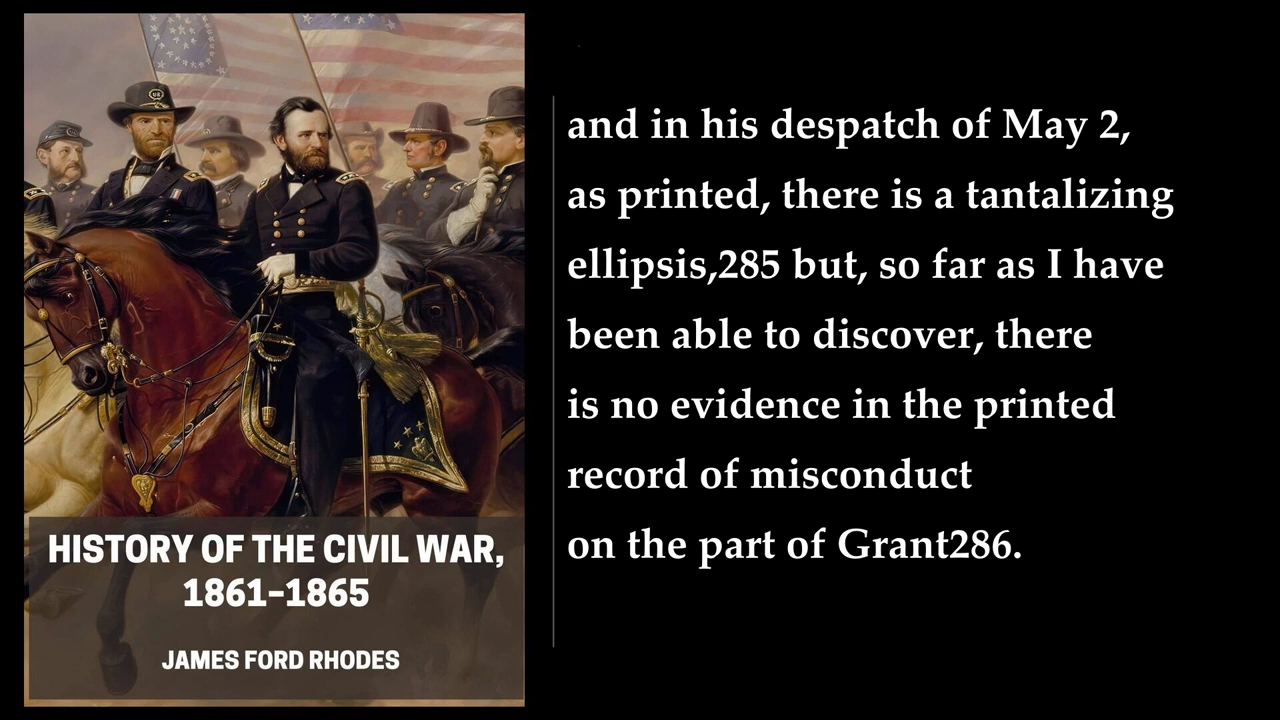 HISTORY OF THE CIVIL WAR,
1861–1865
JAMES FORD RHODES
and in his despatch of May 2,
as printed, there is a tantalizing
ellipsis,285 but, so far as I have
been able to discover, there
is no evidence in the printed
record of misconduct
on the part of Grant286.